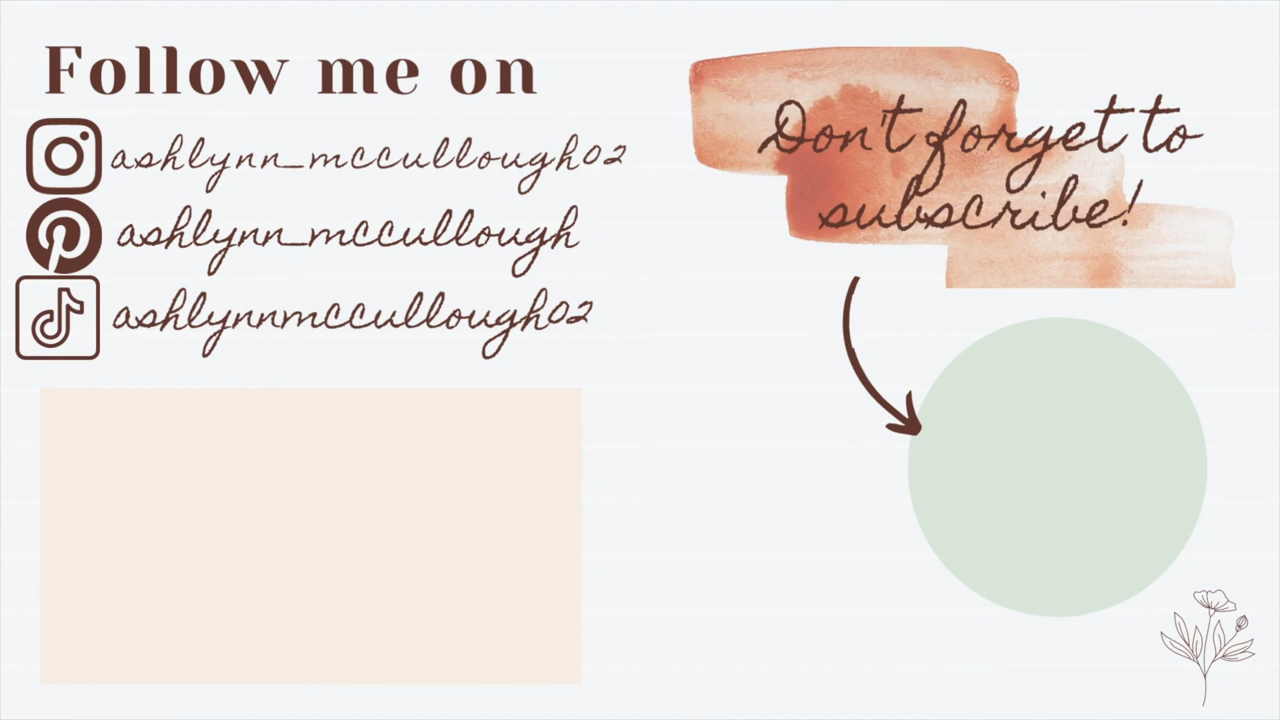 Follow me on
ashlynn_mccullough02
ashlynn_mccullough
ashlynnmccullough02
Don't forget to
subscribe!